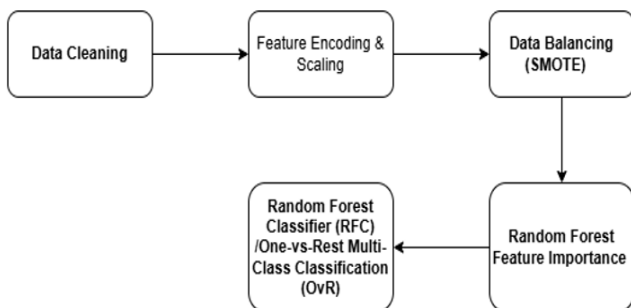 Data Cleaning
Feature Encoding &
Scaling
Data Balancing
(SMOTE)
Random Forest
Feature Importance
Random Forest
Classifier (RFC)
/One-vs-Rest Multi-
Class Classification
(OvR)